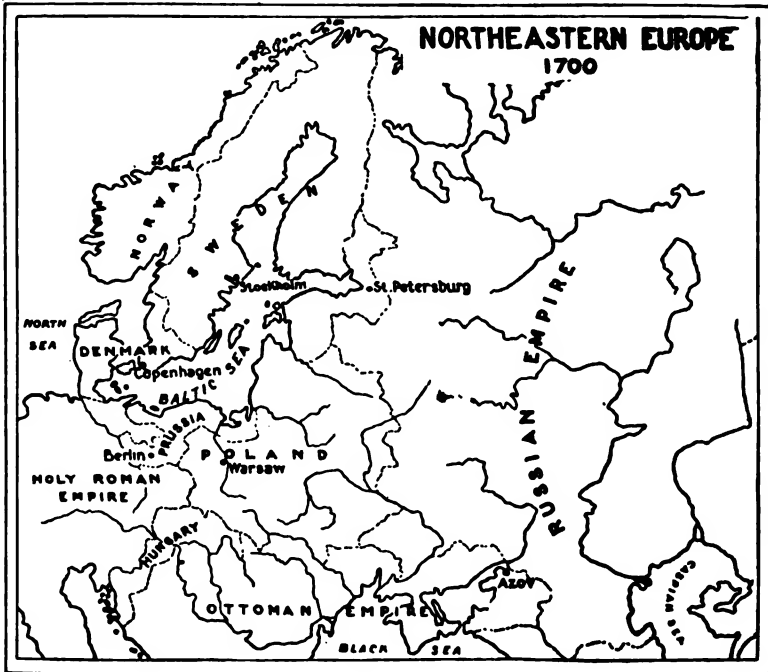 NORTHEASTERN EUROPE
1700
NORWAY
SWEDEN
Stockholm
St. Petersburg
NORTH
SEA
DENMARK
Copenhagen
BALTIC SEA
RUSSIAN EMPIRE
PRUSSIA
Berlin
POLAND
Warsaw
HOLY ROMAN
EMPIRE
HUNGARY
AZOV
OTTOMAN EMPIRE
CASPIAN SEA
BLACK SEA